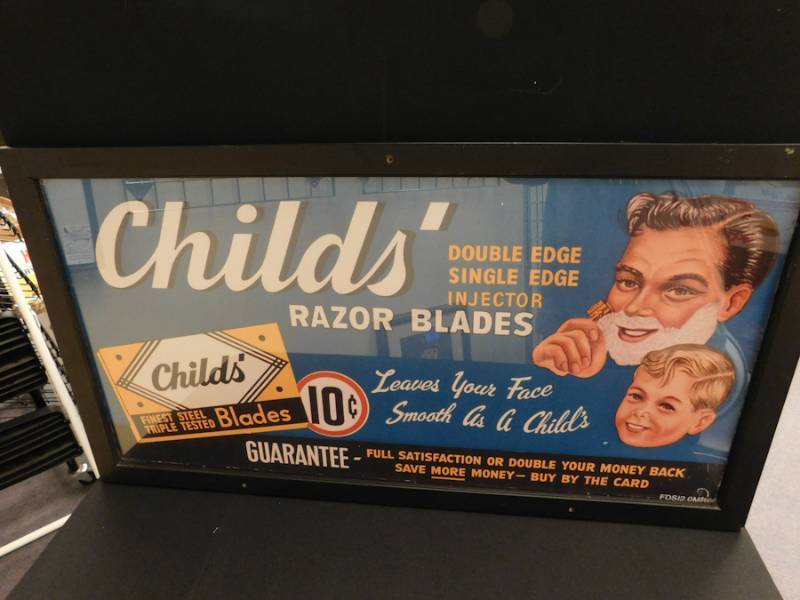 Childs'
DOUBLE EDGE
SINGLE EDGE
INJECTOR
RAZOR BLADES
Childs'
FINEST STEEL
TRIPLE TESTED
Blades
10¢
Leaves Your Face
Smooth As A Child's
GUARANTEE - FULL SATISFACTION OR DOUBLE YOUR MONEY BACK
SAVE MORE MONEY - BUY BY THE CARD